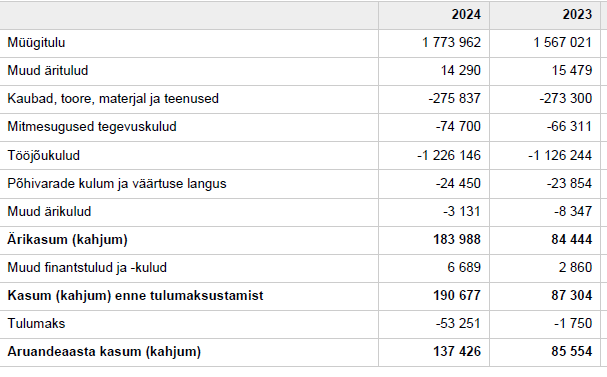 2024 2023
Müügitulu 1 773 962 1 567 021
Muud äritulud 14 290 15 479
Kaubad, toore, materjal ja teenused -275 837 -273 300
Mitmesugused tegevuskulud -74 700 -66 311
Tööjõukulud -1 226 146 -1 126 244
Põhivarade kulum ja väärtuse langus -24 450 -23 854
Muud ärikulud -3 131 -8 347
Ärikasum (kahjum) 183 988 84 444
Muud finantstulud ja -kulud 6 689 2 860
Kasum (kahjum) enne tulumaksustamist 190 677 87 304
Tulumaks -53 251 -1 750
Aruandeaasta kasum (kahjum) 137 426 85 554